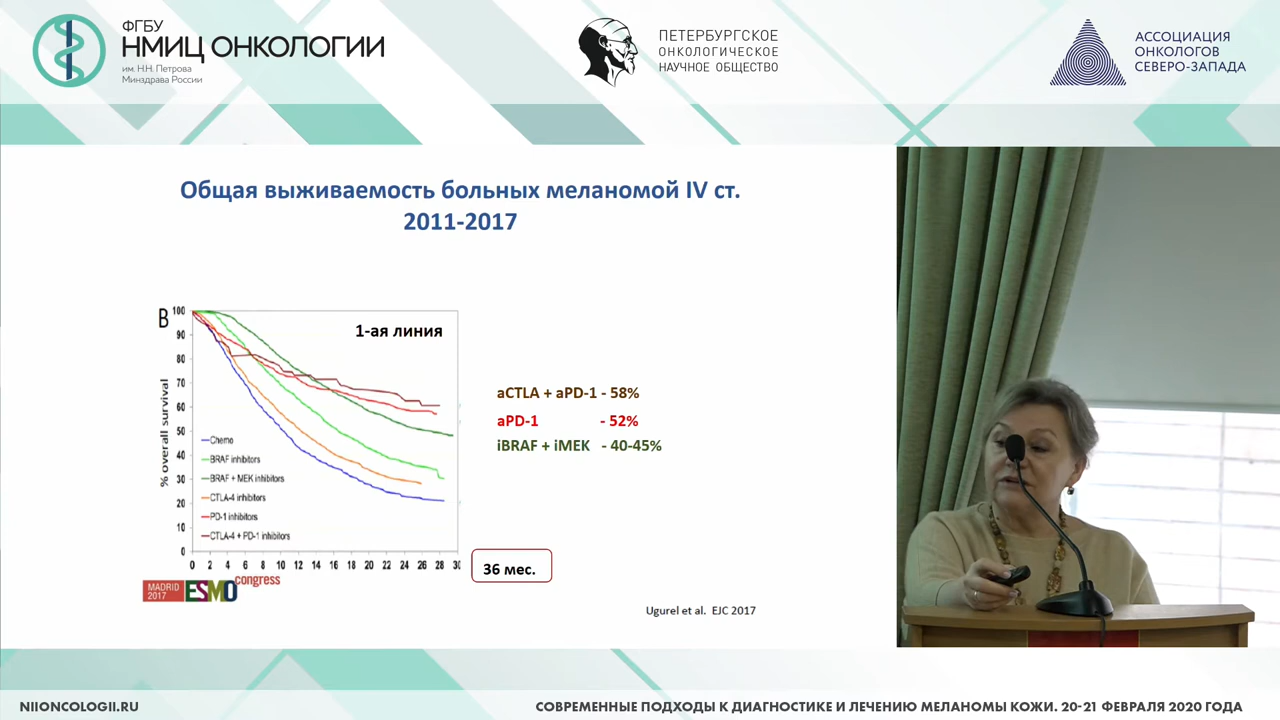 ФГБУ
НМИЦ ОНКОЛОГИИ
им. Н.Н. Петрова
Минздрава России
ПЕТЕРБУРГСКОЕ
ОНКОЛОГИЧЕСКОЕ
НАУЧНОЕ ОБЩЕСТВО
АССОЦИАЦИЯ
ОНКОЛОГОВ
СЕВЕРО-ЗАПАДА
Общая выживаемость больных меланомой IV ст.
2011-2017
B
1-ая линия
% overall survival
100
90
80
70
60
50
40
30
20
10
0
Chemo
BRAF inhibitors
BRAF + MEK inhibitors
CTLA-4 inhibitors
PD-1 inhibitors
CTLA-4 + PD-1 inhibitors
0 2 4 6 8 10 12 14 16 18 20 22 24 26 28 30
aCTLA + aPD-1 - 58%
aPD-1 - 52%
iBRAF + iMEK - 40-45%
36 мес.
MADRID
2017
ESMO congress
Ugurel et al. EJC 2017
NIIONCOLOGII.RU
СОВРЕМЕННЫЕ ПОДХОДЫ К ДИАГНОСТИКЕ И ЛЕЧЕНИЮ МЕЛАНОМЫ КОЖИ. 20-21 ФЕВРАЛЯ 2020 ГОДА